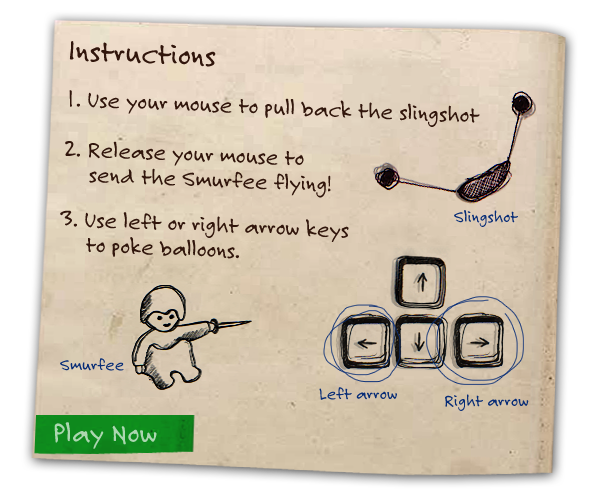 Instructions
1. Use your mouse to pull back the slingshot
2. Release your mouse to
send the Smurfee flying!
Slingshot
3. Use left or right arrow keys
to poke balloons.
Smurfee
Left arrow
Right arrow
Play Now